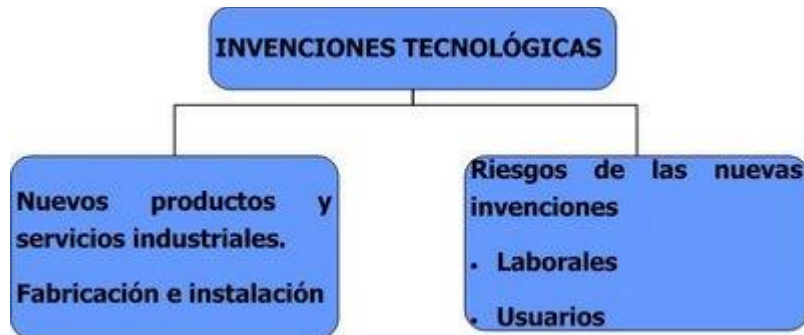 INVENCIONES TECNOLÓGICAS
Nuevos productos y
servicios industriales.
Fabricación e instalación
Riesgos de las nuevas
invenciones
• Laborales
• Usuarios